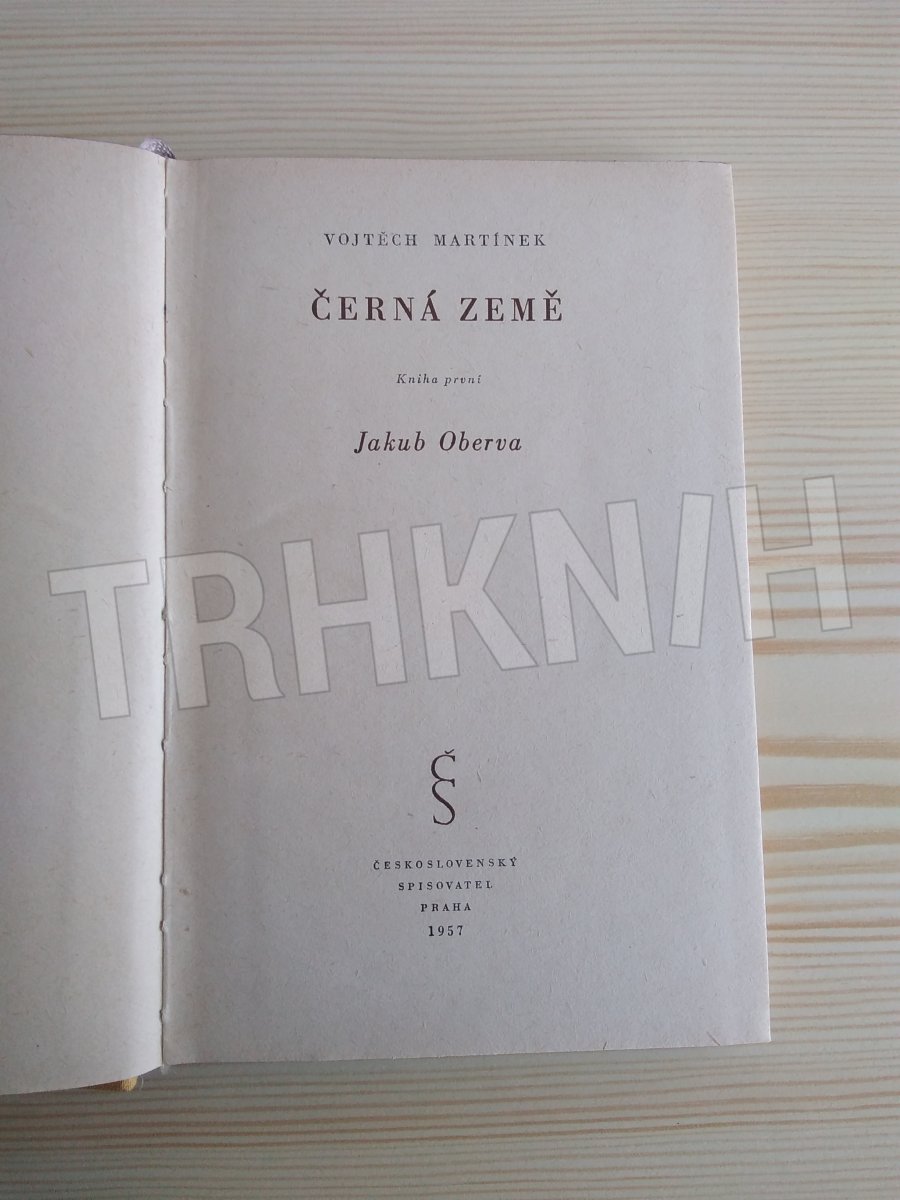 VOJTĚCH MARTÍNEK
ČERNÁ ZEMĚ
Kniha první
Jakub Oberva
TRHKNIH
ČS
ČESKOSLOVENSKÝ
SPISOVATEL
PRAHA
1957